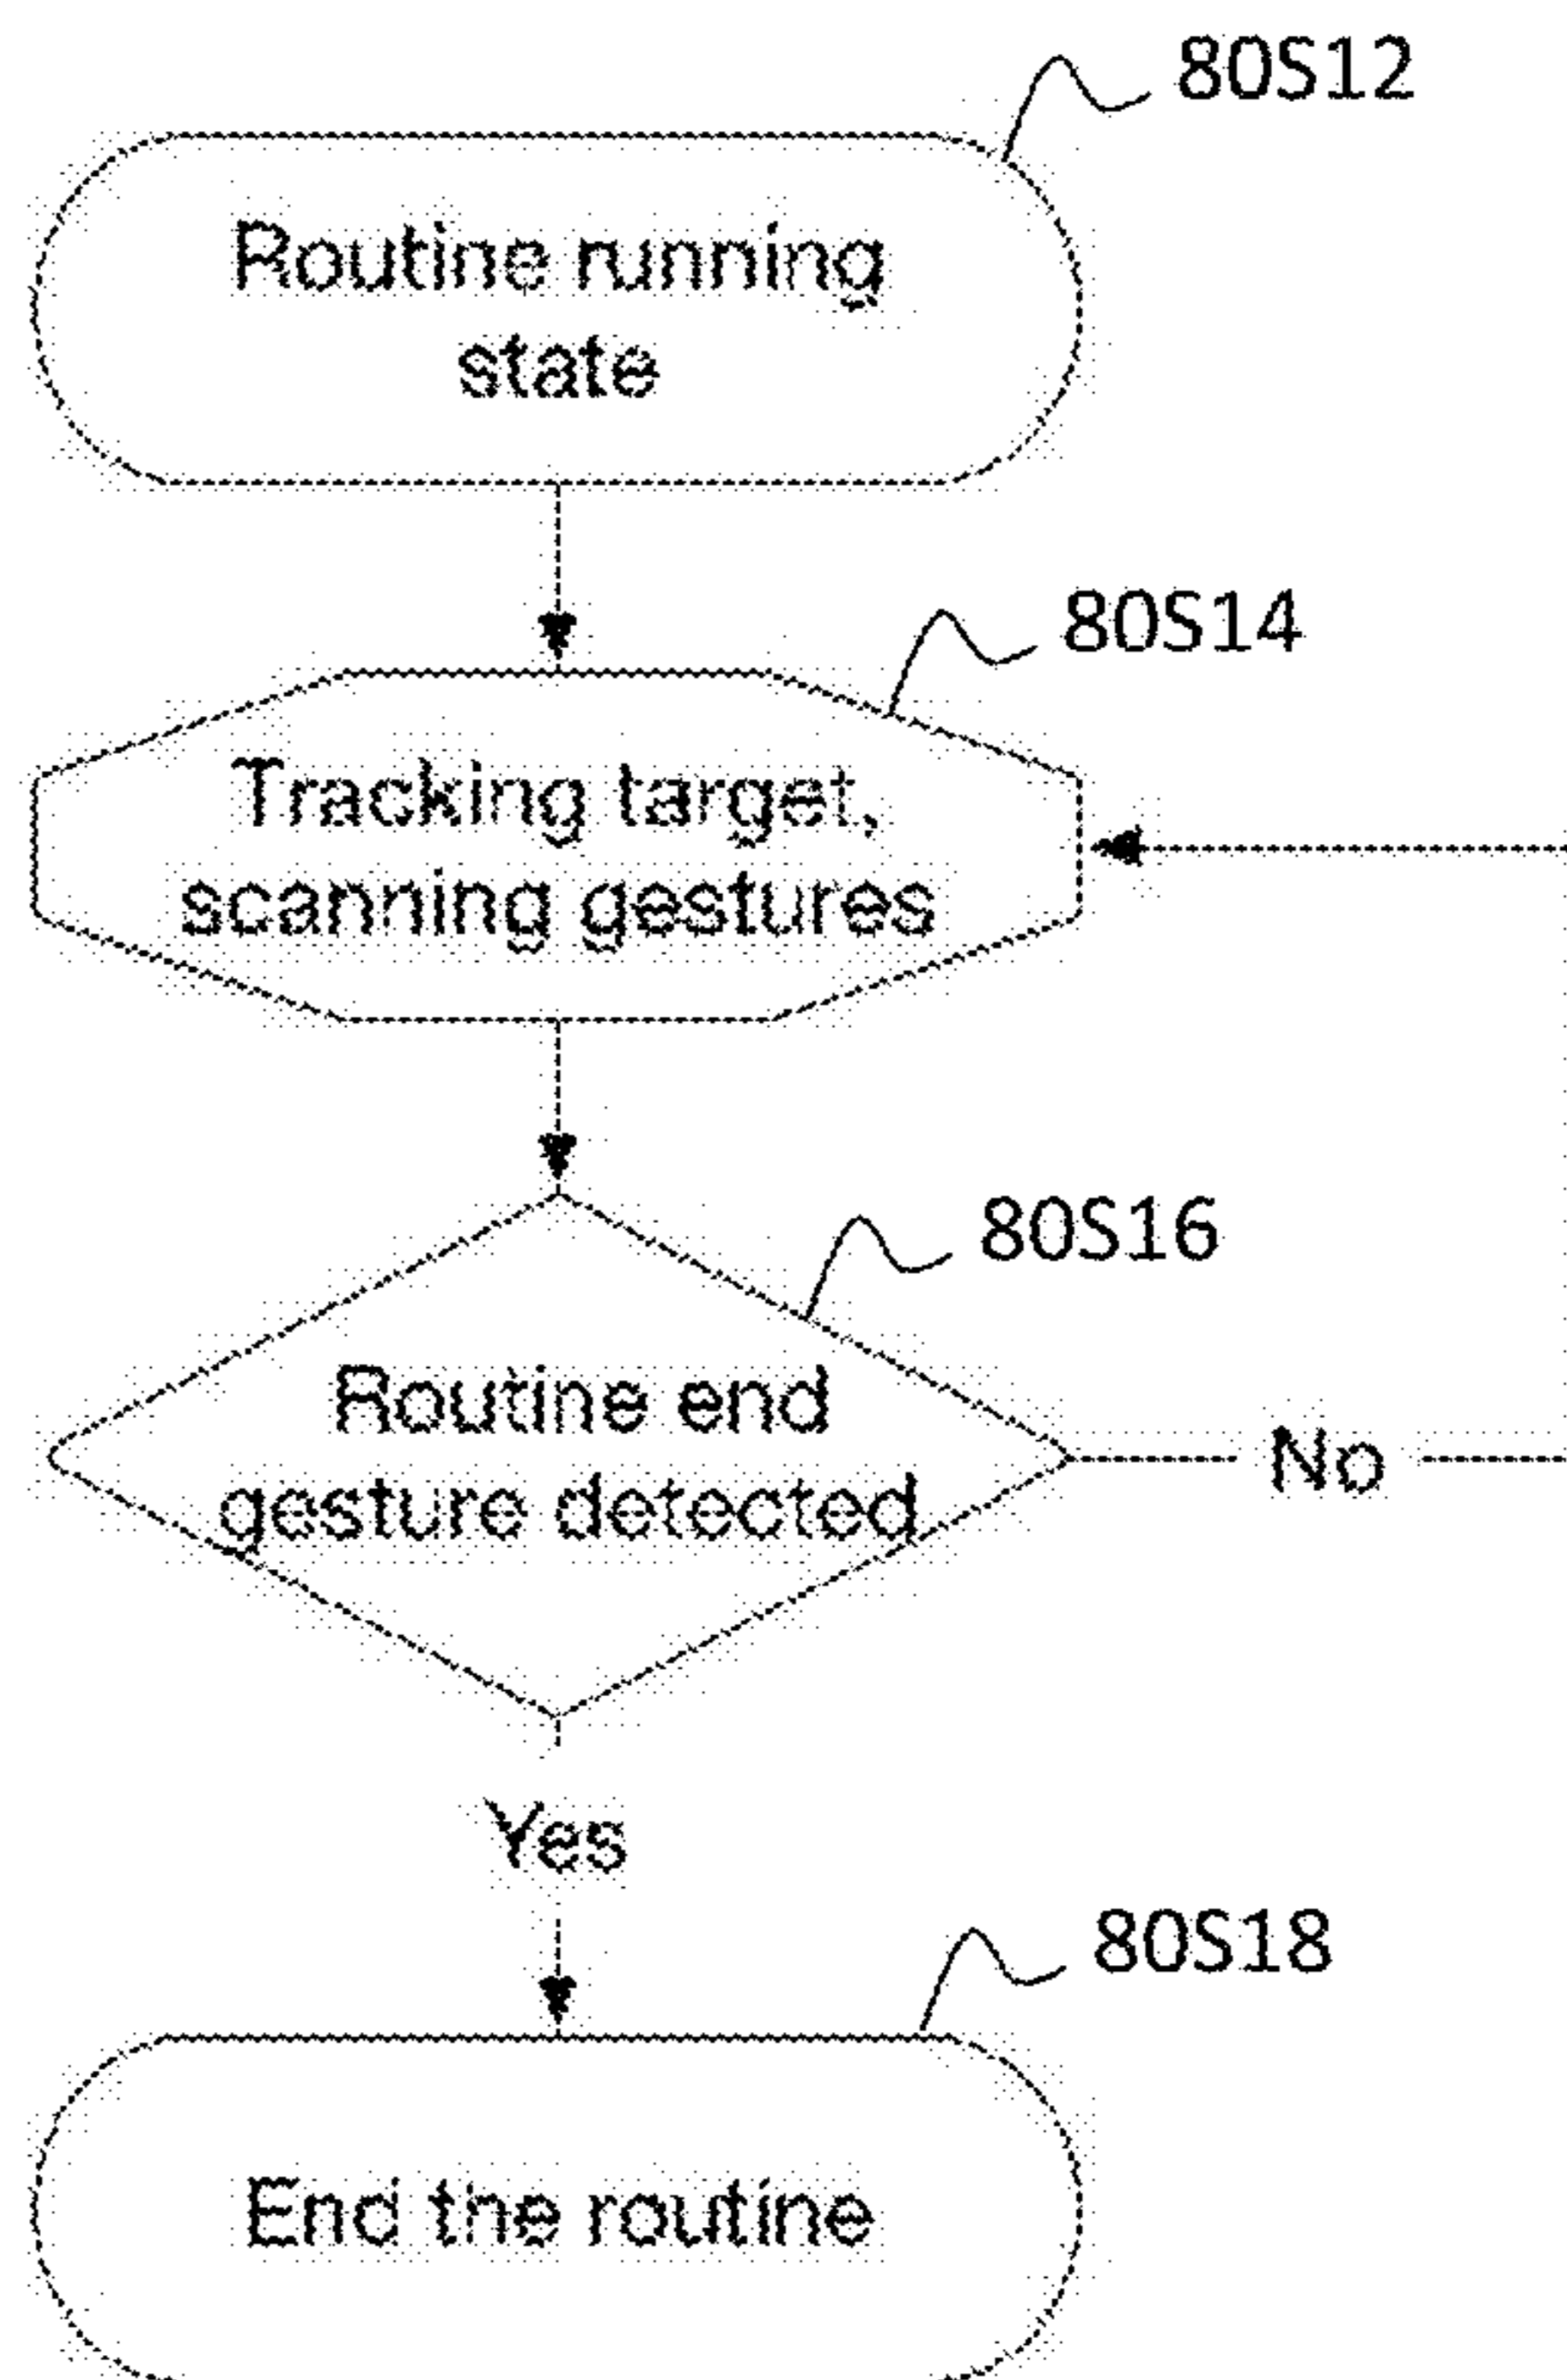 80S12
Routine running
state
80S14
Tracking target,
scanning gestures
80S16
Routine end
gesture detected
No
Yes
80S18
End the routine